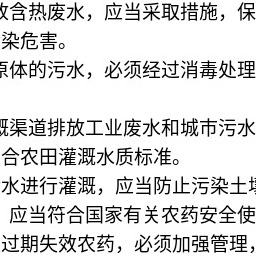 放含热废水，应当采取措施，保
染危害。
原体的污水，必须经过消毒处理
溉渠道排放工业废水和城市污水
合农田灌溉水质标准。
水进行灌溉，应当防止污染土壤
，应当符合国家有关农药安全使
过期失效农药，必须加强管理，